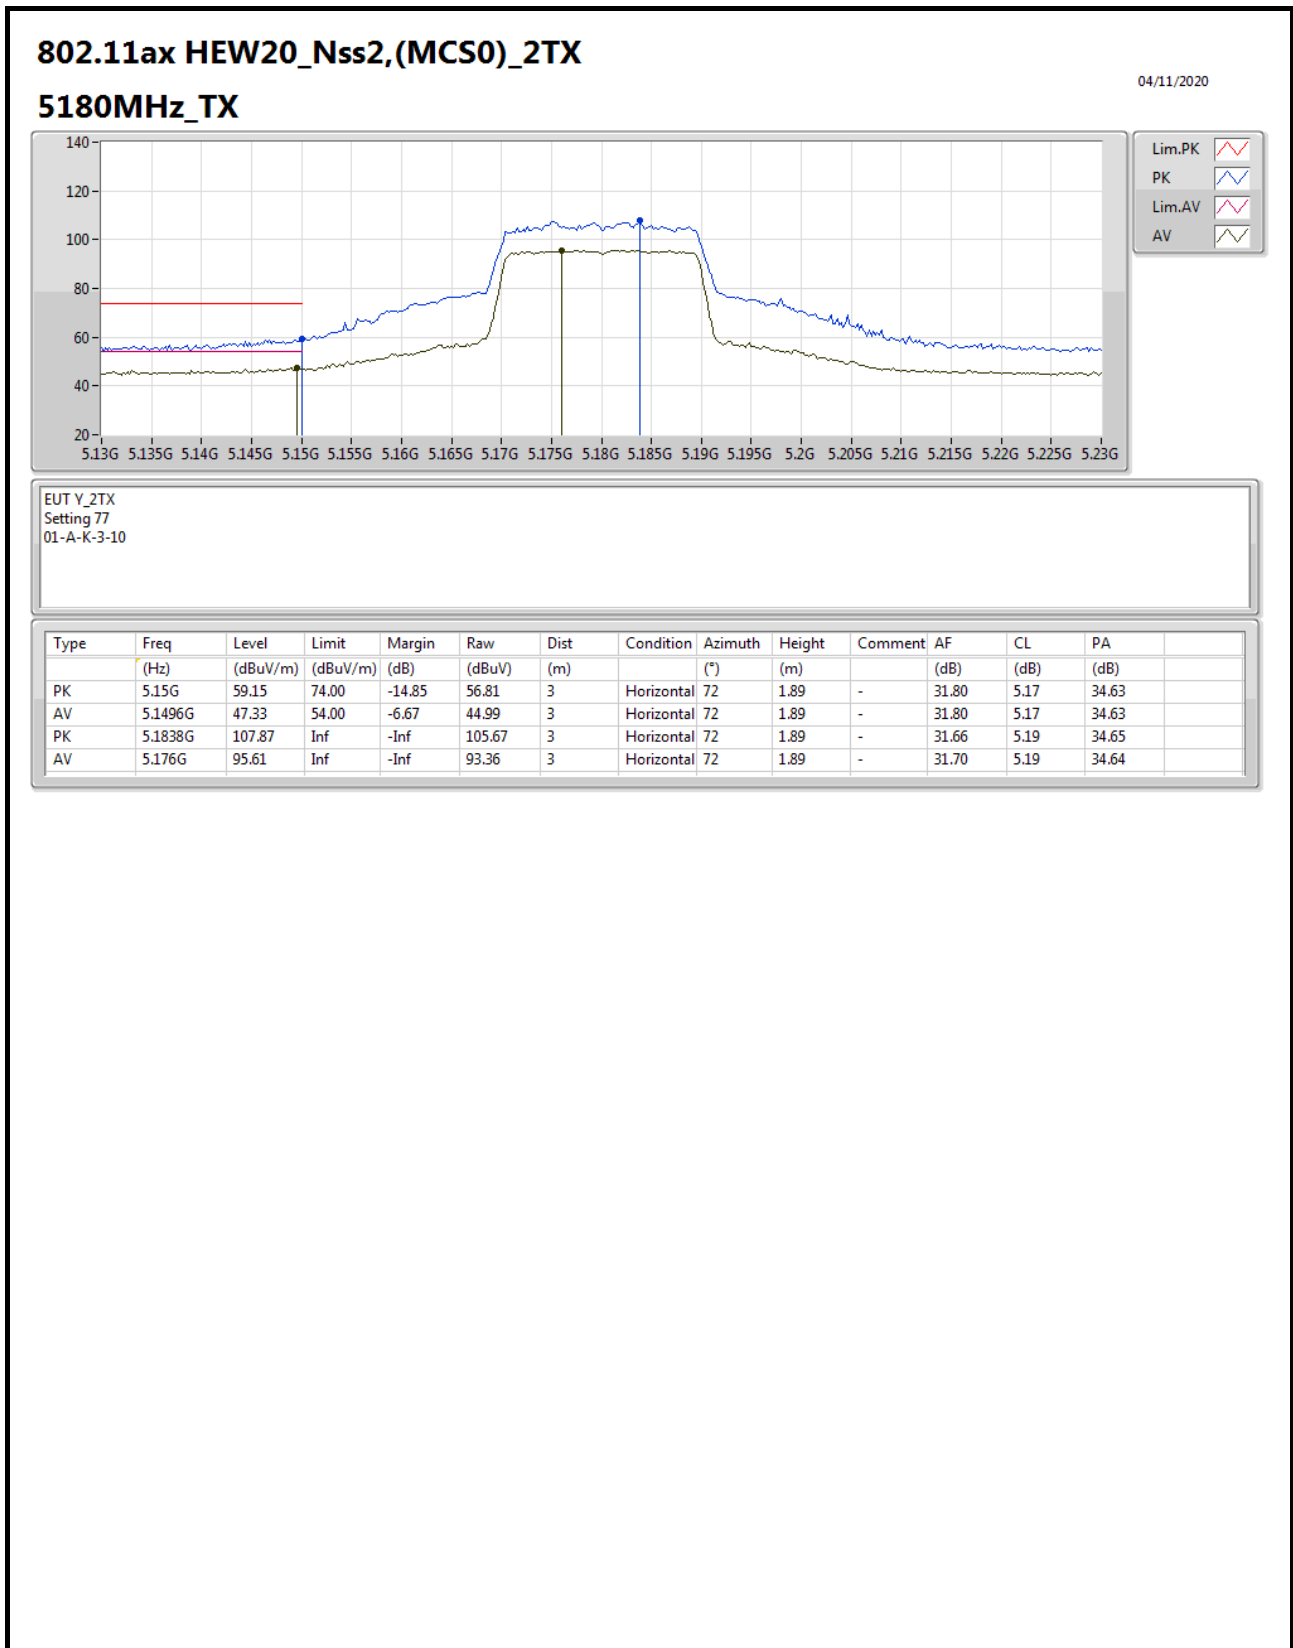 802.11ax HEW20_Nss2,(MCS0)_2TX
04/11/2020
5180MHz_TX
140
120
100
80
60
40
20
5.13G 5.135G 5.14G 5.145G 5.15G 5.155G 5.16G 5.165G 5.17G 5.175G 5.18G 5.185G 5.19G 5.195G 5.2G 5.205G 5.21G 5.215G 5.22G 5.225G 5.23G
Lim.PK
PK
Lim.AV
AV
EUT Y_2TX
Setting 77
01-A-K-3-10
Type Freq Level Limit Margin Raw Dist Condition Azimuth Height Comment AF CL PA
(Hz) (dBuV/m) (dBuV/m) (dB) (dBuV) (m) (°) (m) (dB) (dB) (dB)
PK 5.15G 59.15 74.00 -14.85 56.81 3 Horizontal 72 1.89 - 31.80 5.17 34.63
AV 5.1496G 47.33 54.00 -6.67 44.99 3 Horizontal 72 1.89 - 31.80 5.17 34.63
PK 5.1838G 107.87 Inf -Inf 105.67 3 Horizontal 72 1.89 - 31.66 5.19 34.65
AV 5.176G 95.61 Inf -Inf 93.36 3 Horizontal 72 1.89 - 31.70 5.19 34.64